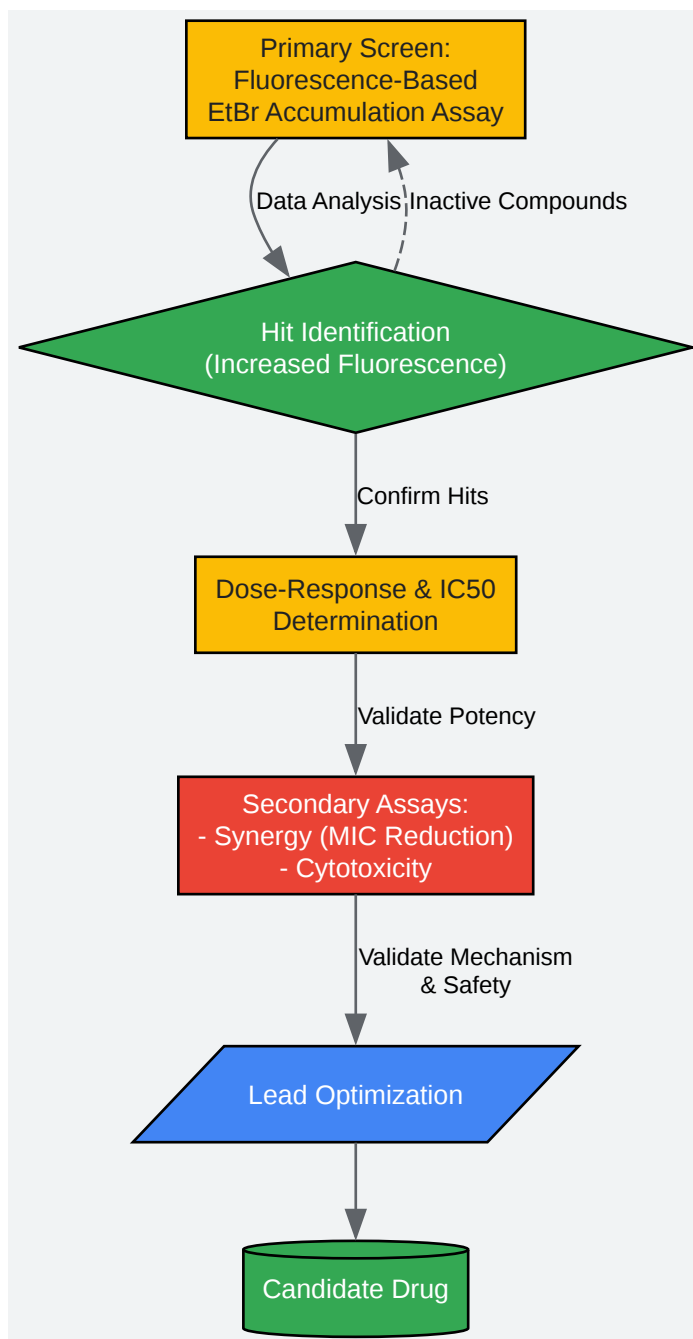 Primary Screen:
Fluorescence-Based
EtBr Accumulation Assay
Data Analysis
Inactive Compounds
Hit Identification
(Increased Fluorescence)
Confirm Hits
Dose-Response & IC50
Determination
Validate Potency
Secondary Assays:
- Synergy (MIC Reduction)
- Cytotoxicity
Validate Mechanism
& Safety
Lead Optimization
Candidate Drug